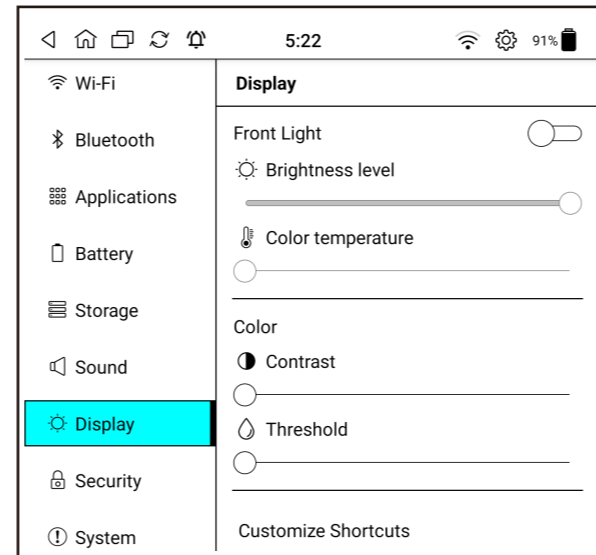 5:22
91%
Wi-Fi
Bluetooth
Applications
Battery
Storage
Sound
Display
Security
System
Display
Front Light
Brightness level
Color temperature
Color
Contrast
Threshold
Customize Shortcuts